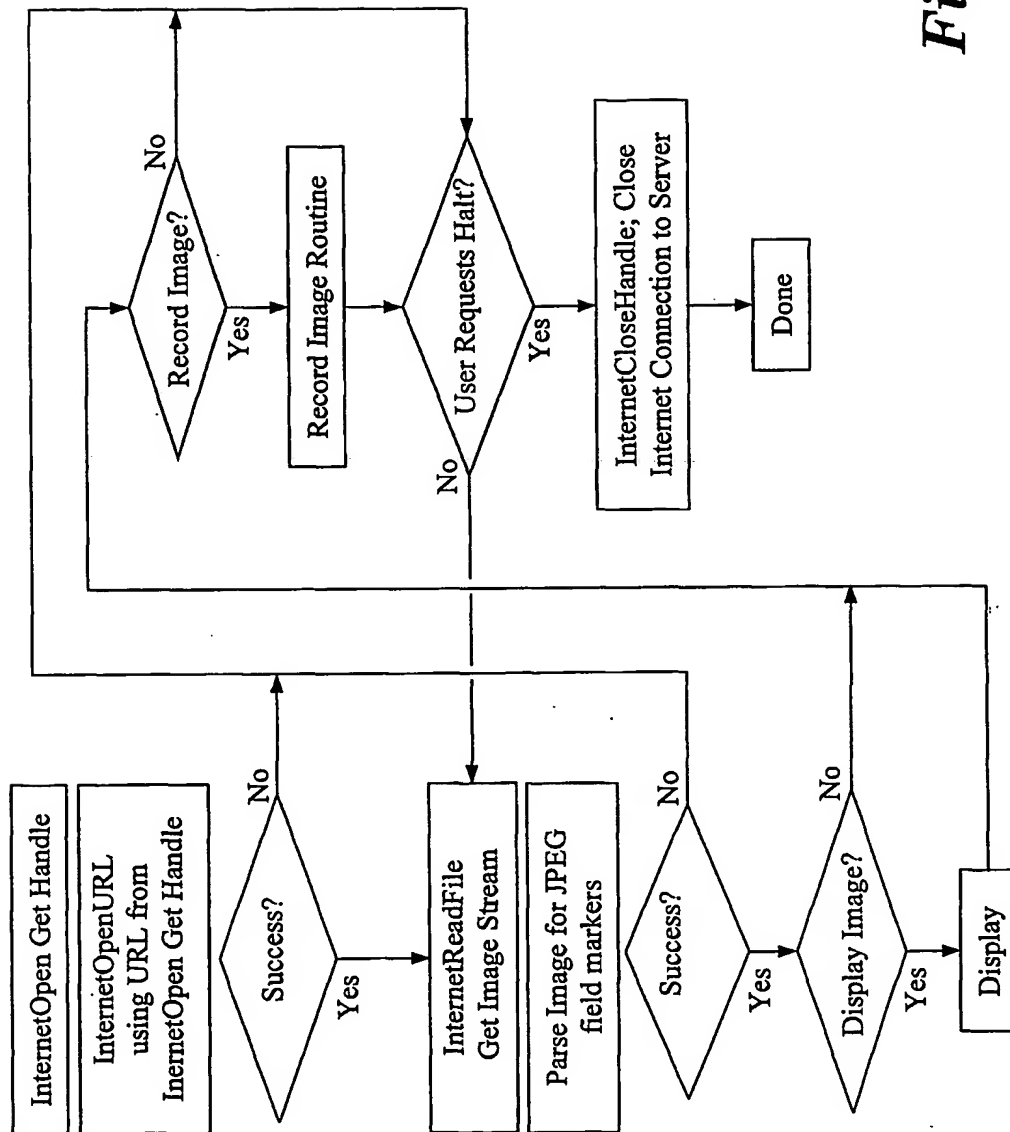 InternetOpen Get Handle
InternetOpenURL
using URL from
InernetOpen Get Handle
Success?
No
Yes
InternetReadFile
Get Image Stream
Parse Image for JPEG
field markers
Success?
No
Yes
Display Image?
No
Yes
Display
Record Image?
No
Yes
Record Image Routine
User Requests Halt?
No
Yes
InternetCloseHandle; Close
Internet Connection to Server
Done
Fi